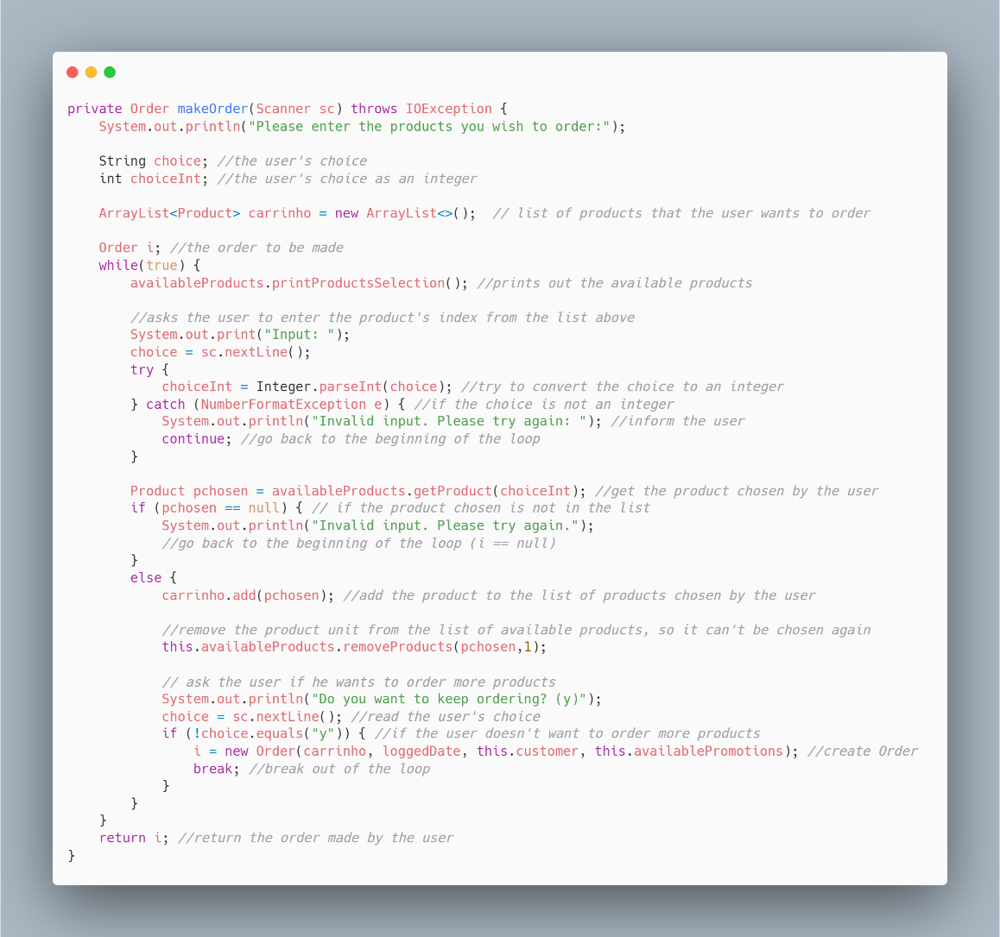 private Order makeOrder(Scanner sc) throws IOException {
    System.out.println("Please enter the products you wish to order:");

    String choice; //the user's choice
    int choiceInt; //the user's choice as an integer

    ArrayList<Product> carrinho = new ArrayList<>();  // list of products that the user wants to order

    Order i; //the order to be made
    while(true) {
        availableProducts.printProductsSelection(); //prints out the available products

        //asks the user to enter the product's index from the list above
        System.out.print("Input: ");
        choice = sc.nextLine();
        try {
            choiceInt = Integer.parseInt(choice); //try to convert the choice to an integer
        } catch (NumberFormatException e) { //if the choice is not an integer
            System.out.println("Invalid input. Please try again: "); //inform the user
            continue; //go back to the beginning of the loop
        }

        Product pchosen = availableProducts.getProduct(choiceInt); //get the product chosen by the user
        if (pchosen == null) { // if the product chosen is not in the list
            System.out.println("Invalid input. Please try again.");
            //go back to the beginning of the loop (i == null)
        }
        else {
            carrinho.add(pchosen); //add the product to the list of products chosen by the user

            //remove the product unit from the list of available products, so it can't be chosen again
            this.availableProducts.removeProducts(pchosen,1);

            // ask the user if he wants to order more products
            System.out.println("Do you want to keep ordering? (y)");
            choice = sc.nextLine(); //read the user's choice
            if (!choice.equals("y")) { //if the user doesn't want to order more products
                i = new Order(carrinho, loggedDate, this.customer, this.availablePromotions); //create Order
                break; //break out of the loop
            }
        }
    }
    return i; //return the order made by the user
}